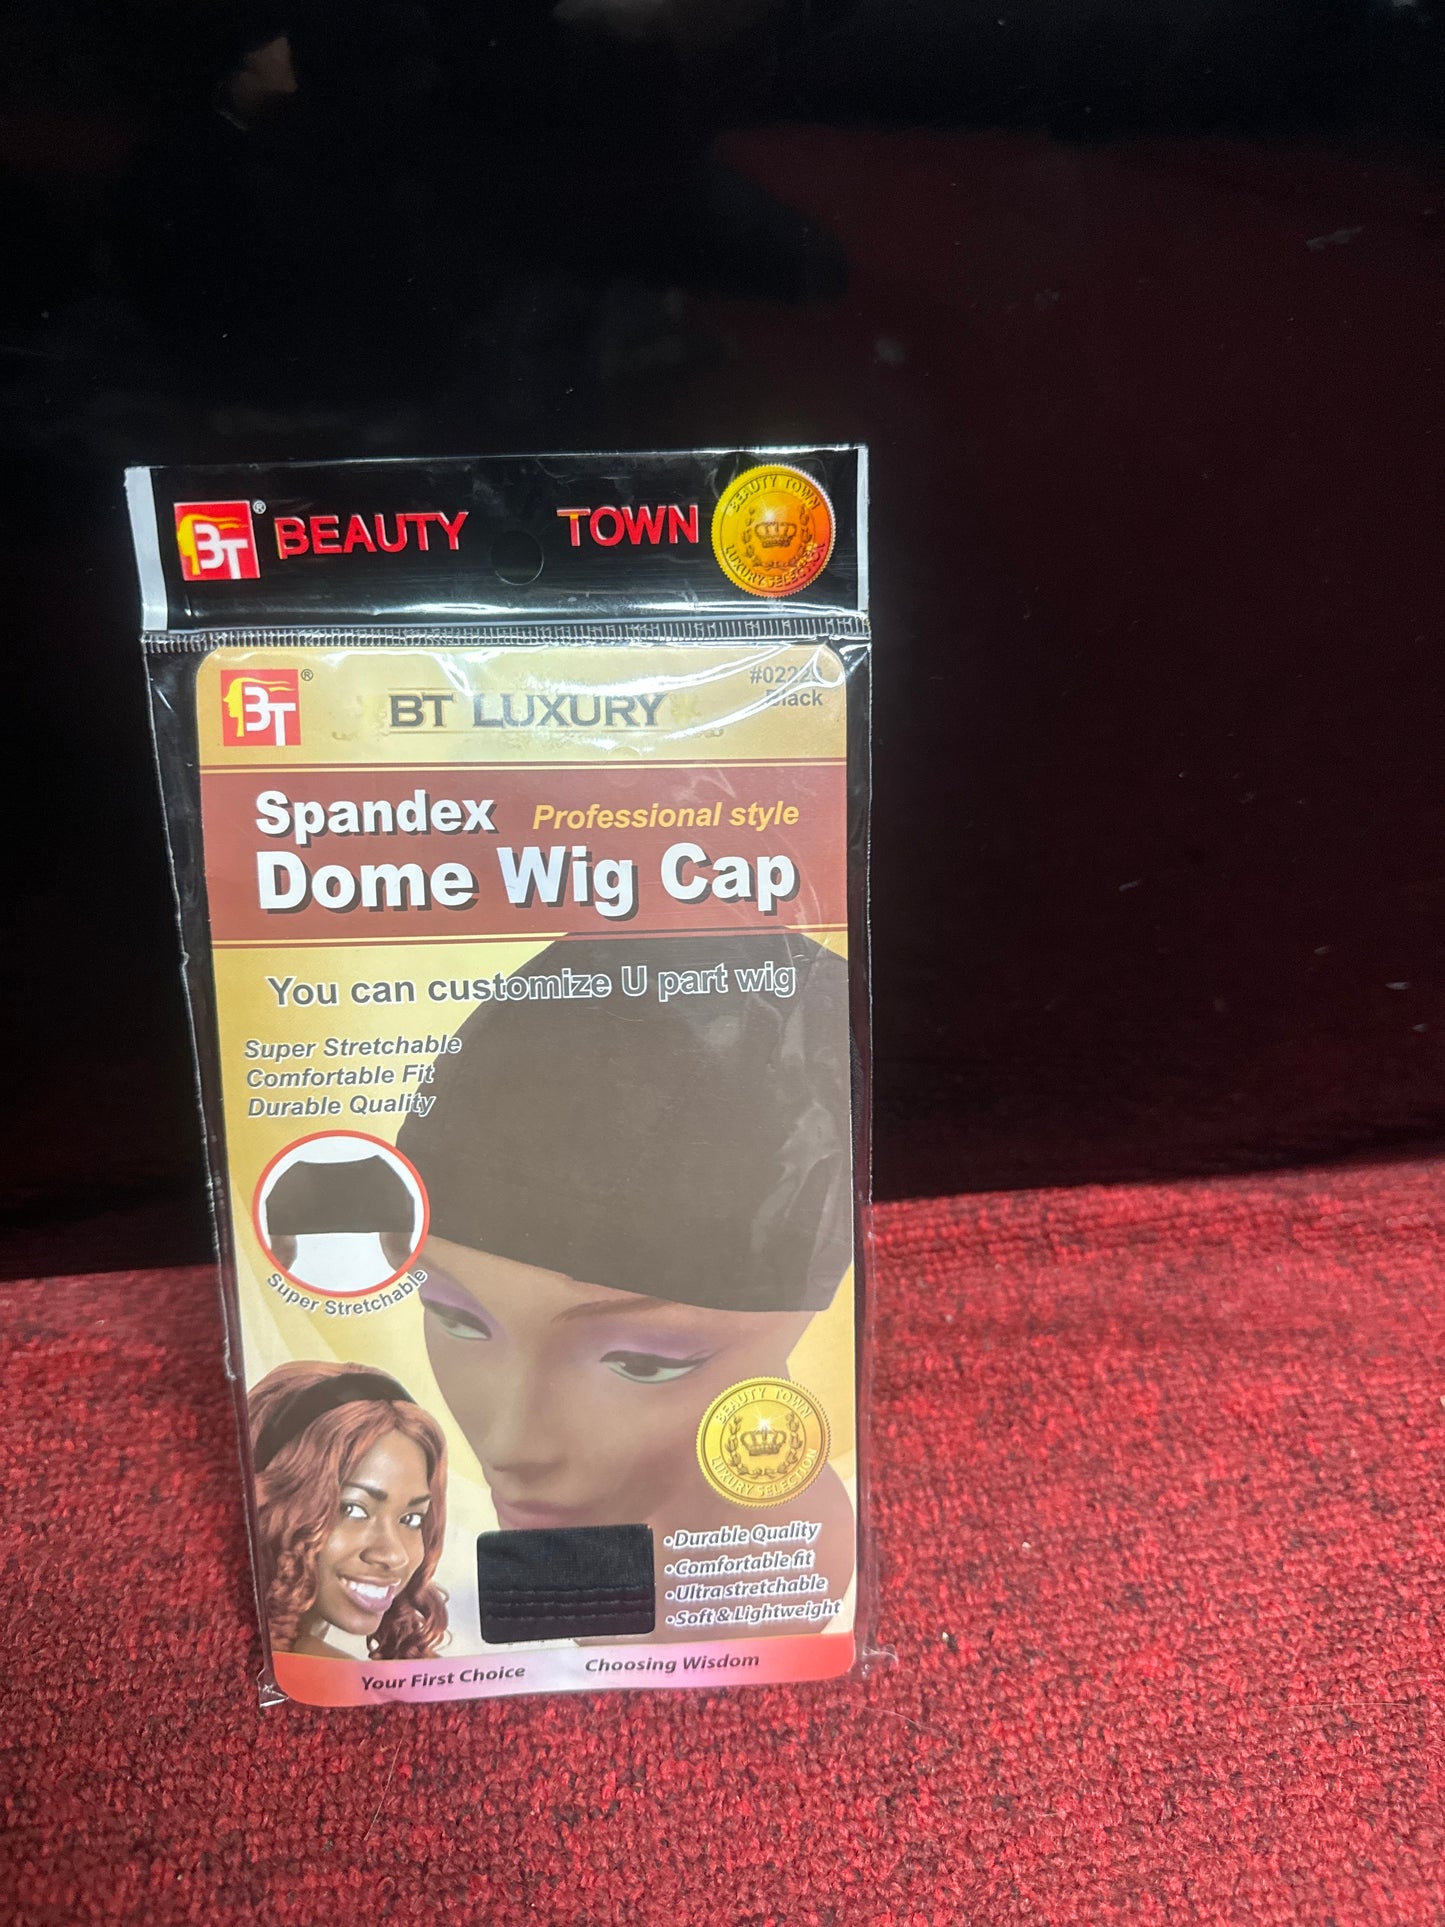 BT ® BEAUTY TOWN
BEAUTY TOWN
LUXURY SELECTION
BT ®
BT LUXURY
Black
Spandex Professional style
Dome Wig Cap
You can customize U part wig
Super Stretchable
Comfortable Fit
Durable Quality
Super Stretchable
BEAUTY TOWN
LUXURY SELECTION
•Durable Quality
•Comfortable fit
•Ultra stretchable
•Soft & Lightweight
Your First Choice Choosing Wisdom